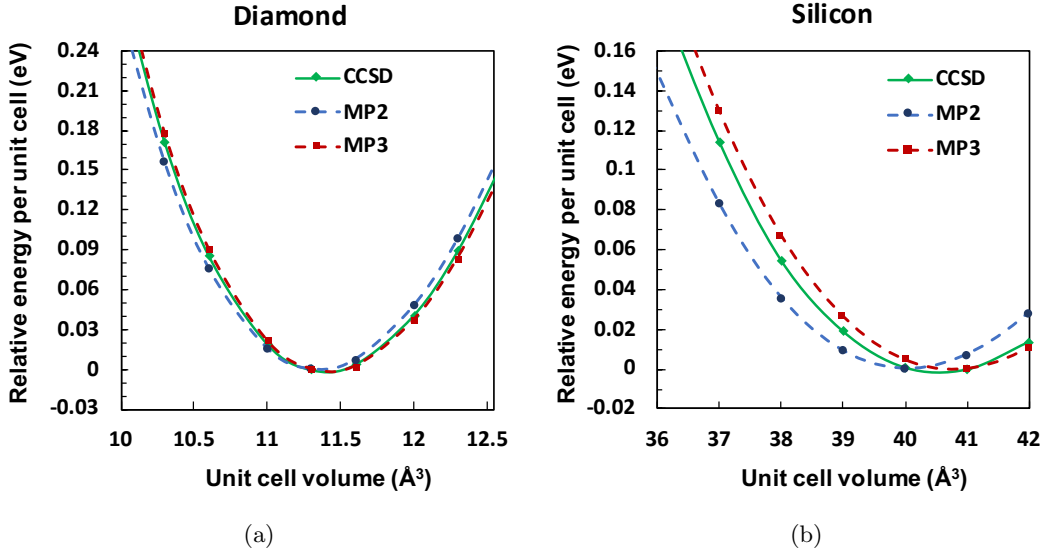 Diamond
Relative energy per unit cell (eV)
0.24
0.21
0.18
0.15
0.12
0.09
0.06
0.03
0
-0.03
10
10.5
11
11.5
12
12.5
CCSD
MP2
MP3
Unit cell volume (Å³)
(a)
Silicon
Relative energy per unit cell (eV)
0.16
0.14
0.12
0.1
0.08
0.06
0.04
0.02
0
-0.02
36
37
38
39
40
41
42
CCSD
MP2
MP3
Unit cell volume (Å³)
(b)